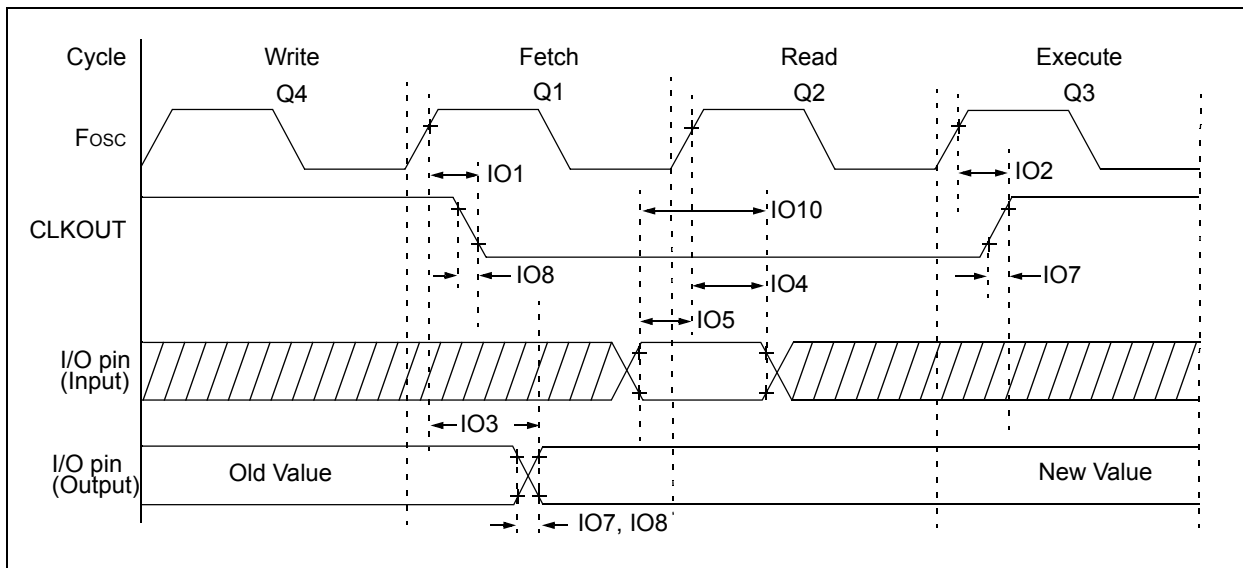 Cycle Write Fetch Read Execute
Q4 Q1 Q2 Q3
Fosc
IO1 IO2
IO10
CLKOUT
IO8 IO4 IO7
IO5
I/O pin
(Input)
IO3
I/O pin
(Output)
Old Value New Value
IO7, IO8